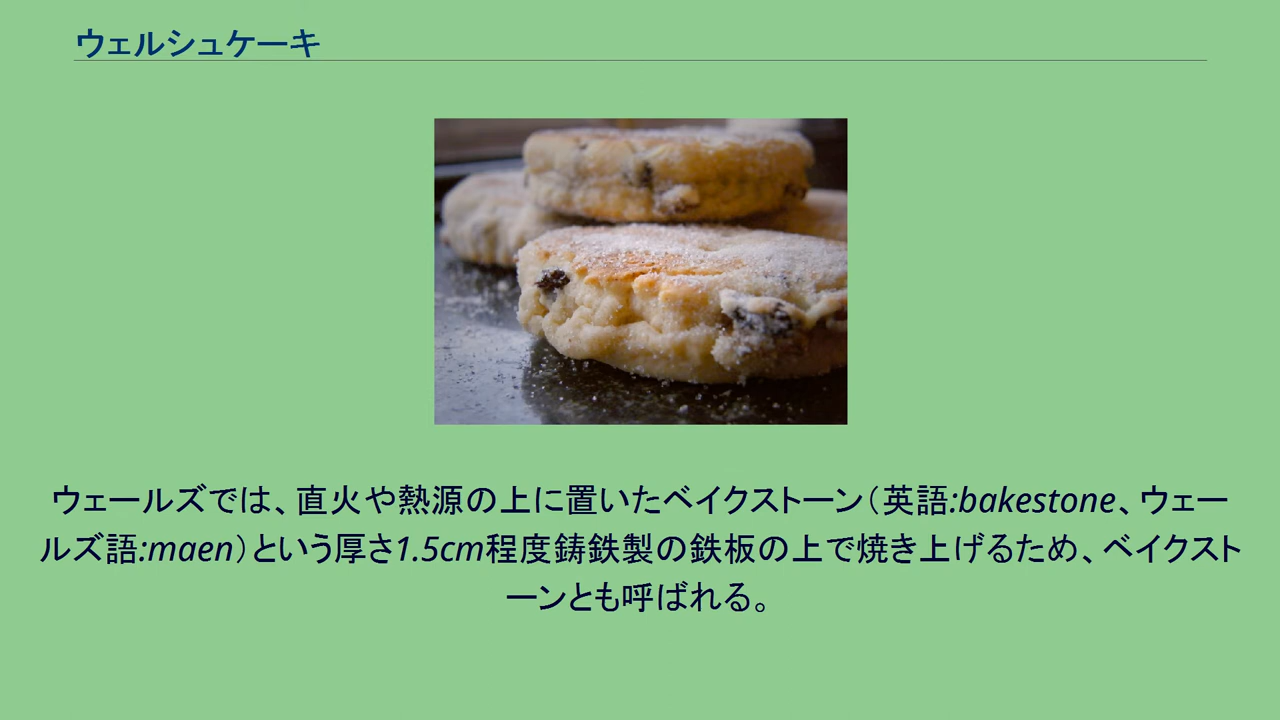 ウェルシュケーキ
ウェールズでは、直火や熱源の上に置いたベイクストーン（英語:bakestone、ウェー
ルズ語:maen）という厚さ1.5cm程度鋳鉄製の鉄板の上で焼き上げるため、ベイクスト
ーンとも呼ばれる。